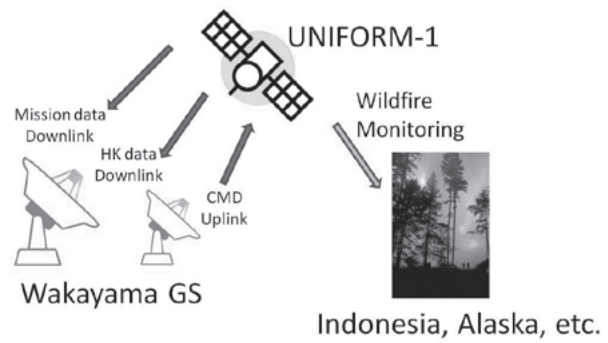 UNIFORM-1
Mission data
Downlink
HK data
Downlink
CMD
Uplink
Wildfire
Monitoring
Wakayama GS
Indonesia, Alaska, etc.